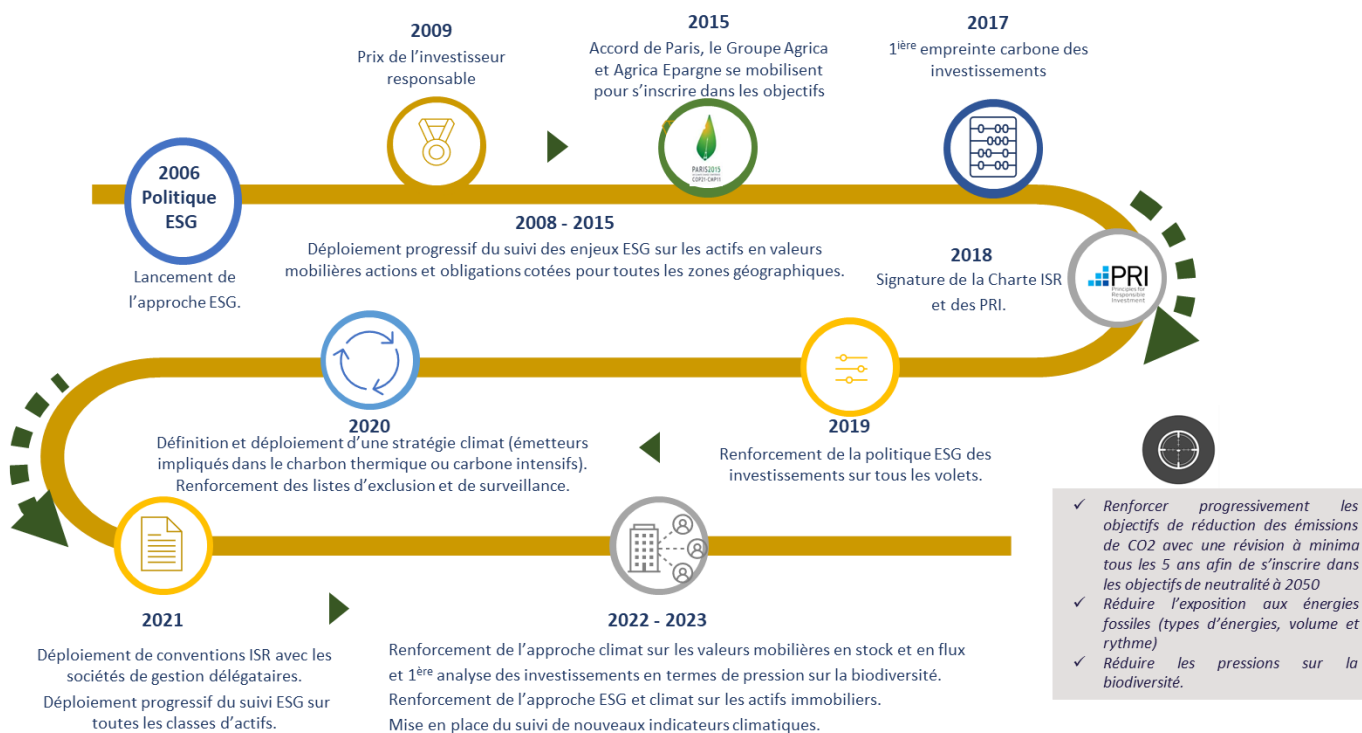 2009
Prix de l'investisseur
responsable
2015
Accord de Paris, le Groupe Agrica
et Agrica Epargne se mobilisent
pour s'inscrire dans les objectifs
2017
1ière empreinte carbone des
investissements
2006
Politique
ESG
Lancement de
l'approche ESG.
PARIS2015
COP21·CMP11
2008 - 2015
Déploiement progressif du suivi des enjeux ESG sur les actifs en valeurs
mobilières actions et obligations cotées pour toutes les zones géographiques.
2018
Signature de la Charte ISR
et des PRI.
PRI
Principles for
Responsible
Investment
2020
Définition et déploiement d'une stratégie climat (émetteurs
impliqués dans le charbon thermique ou carbone intensifs).
Renforcement des listes d'exclusion et de surveillance.
2019
Renforcement de la politique ESG des
investissements sur tous les volets.
✓ Renforcer progressivement les
objectifs de réduction des émissions
de CO2 avec une révision à minima
tous les 5 ans afin de s'inscrire dans
les objectifs de neutralité à 2050
✓ Réduire l'exposition aux énergies
fossiles (types d'énergies, volume et
rythme)
✓ Réduire les pressions sur la
biodiversité.
2021
Déploiement de conventions ISR avec les
sociétés de gestion délégataires.
Déploiement progressif du suivi ESG sur
toutes les classes d'actifs.
2022 - 2023
Renforcement de l'approche climat sur les valeurs mobilières en stock et en flux
et 1ère analyse des investissements en termes de pression sur la biodiversité.
Renforcement de l'approche ESG et climat sur les actifs immobiliers.
Mise en place du suivi de nouveaux indicateurs climatiques.